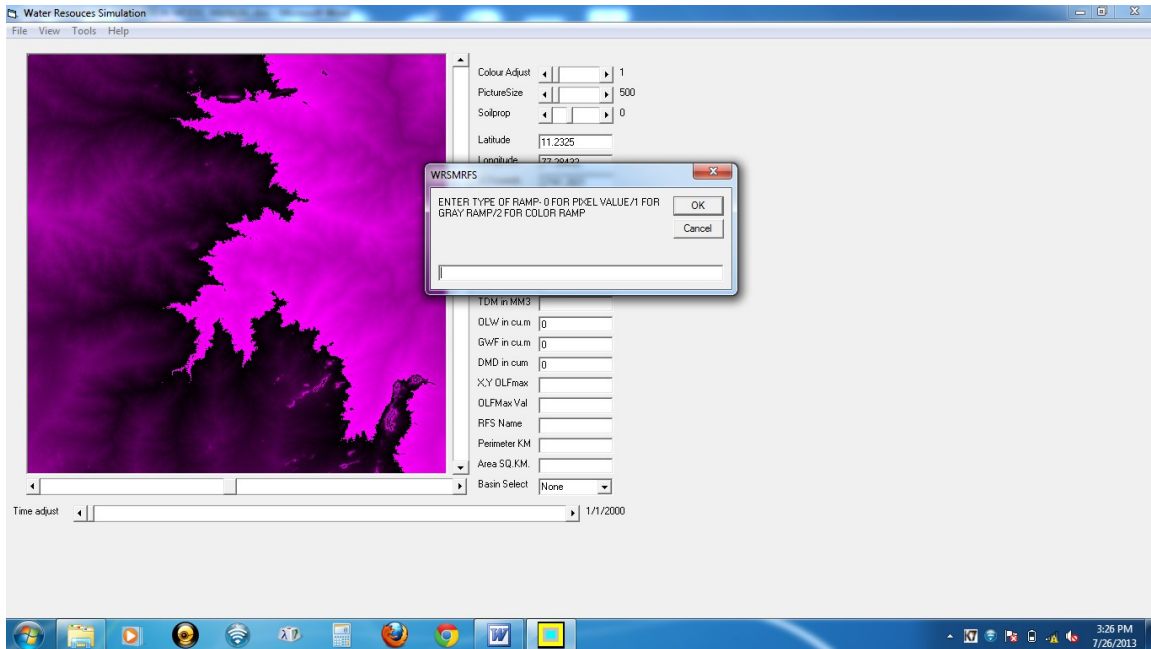 Water Resouces Simulation
File View Tools Help
Colour Adjust 1
PictureSize 500
Soilprop 0
Latitude 11.2325
Longitude
WRSMRFS
ENTER TYPE OF RAMP- 0 FOR PIXEL VALUE/1 FOR
GRAY RAMP/2 FOR COLOR RAMP
OK
Cancel
TDM in MM3
OLW in cu.m 0
GWF in cu.m 0
DMD in cum 0
X,Y OLFmax
OLFMax Val
RFS Name
Perimeter KM
Area SQ.KM.
Basin Select None
Time adjust 1/1/2000
3:26 PM
7/26/2013